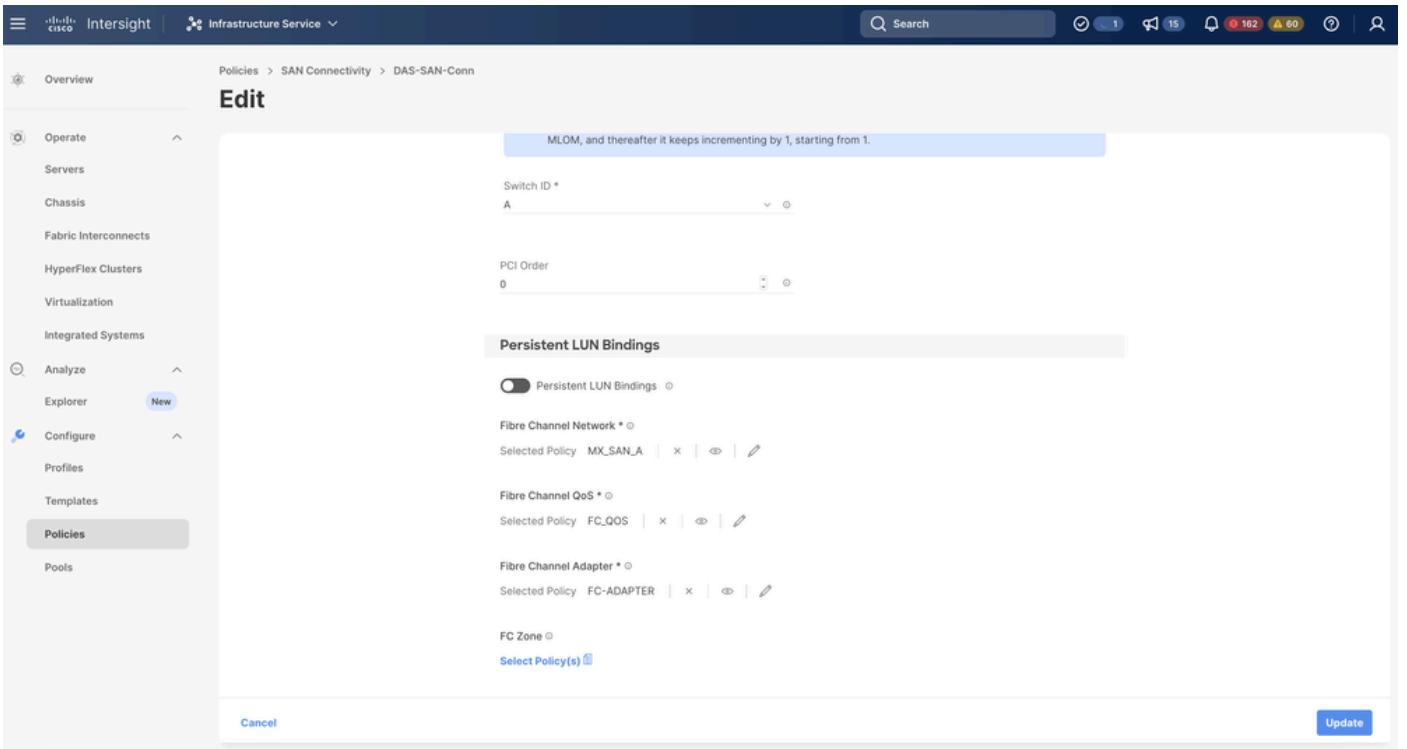 cisco Intersight Infrastructure Service Search 1 15 162 60
Overview
Operate
Servers
Chassis
Fabric Interconnects
HyperFlex Clusters
Virtualization
Integrated Systems
Analyze
Explorer New
Configure
Profiles
Templates
Policies
Pools
Policies > SAN Connectivity > DAS-SAN-Conn
Edit
MLOM, and thereafter it keeps incrementing by 1, starting from 1.
Switch ID *
A
PCI Order
0
Persistent LUN Bindings
Persistent LUN Bindings
Fibre Channel Network *
Selected Policy MX_SAN_A
Fibre Channel QoS *
Selected Policy FC_QOS
Fibre Channel Adapter *
Selected Policy FC-ADAPTER
FC Zone
Select Policy(s)
Cancel Update